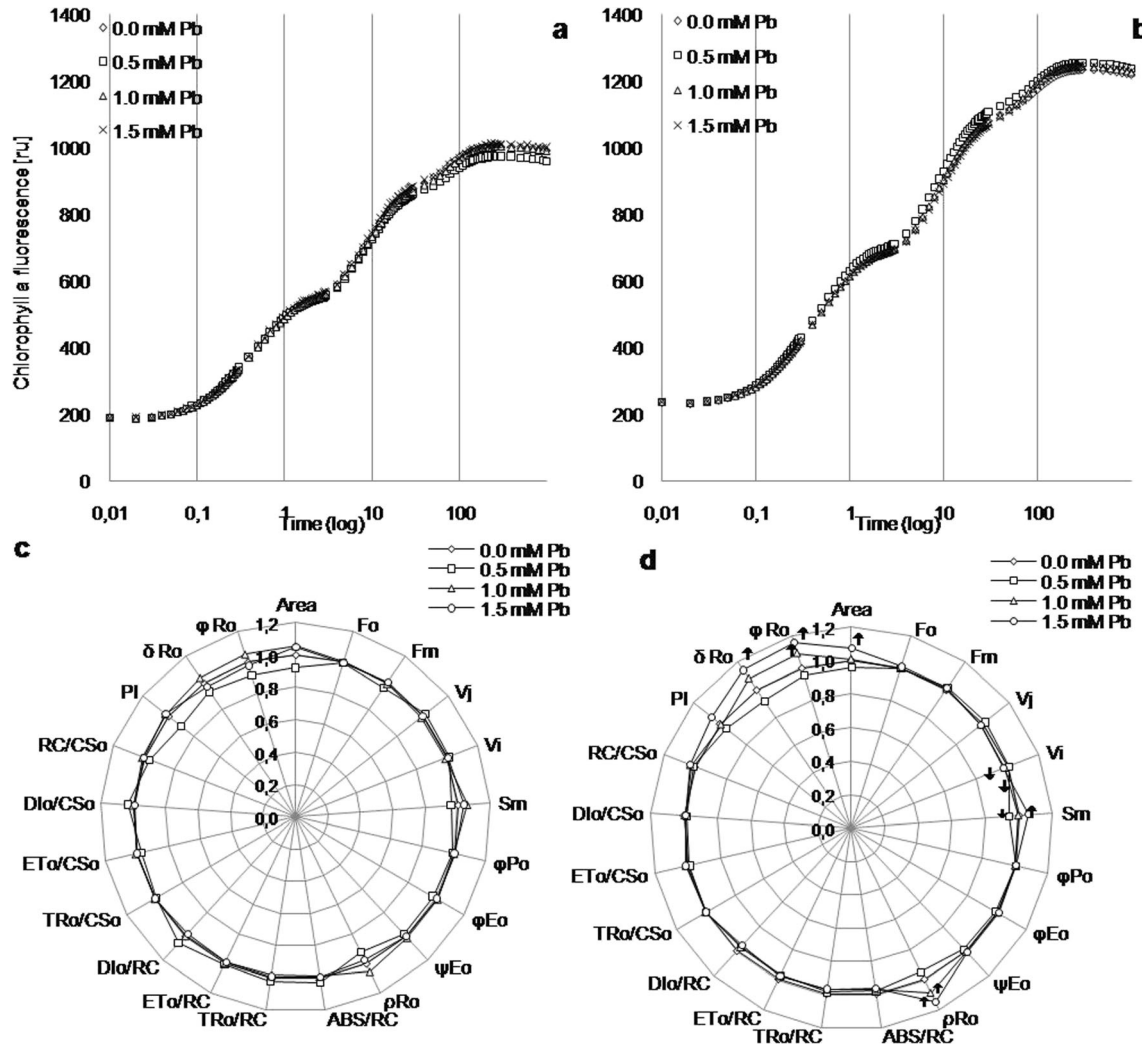 a
1400
1200
1000
800
600
400
200
0
Chlorophyll a fluorescence [ru]
0.0 mM Pb
0.5 mM Pb
1.0 mM Pb
1.5 mM Pb
0,01
0,1
1
10
100
Time (log)
b
1400
1200
1000
800
600
400
200
0
0.0 mM Pb
0.5 mM Pb
1.0 mM Pb
1.5 mM Pb
0,01
0,1
1
10
100
Time (log)
c
0.0 mM Pb
0.5 mM Pb
1.0 mM Pb
1.5 mM Pb
Area
Fo
Fm
Vj
Vi
Sm
φPo
φEo
ψEo
ρRo
ABS/RC
TRo/RC
ETo/RC
DIo/RC
TRo/CSo
ETo/CSo
DIo/CSo
RC/CSo
PI
δ Ro
φ Ro
1,2
1,0
0,8
0,6
0,4
0,2
0,0
d
0.0 mM Pb
0.5 mM Pb
1.0 mM Pb
1.5 mM Pb
Area
Fo
Fm
Vj
Vi
Sm
φPo
φEo
ψEo
ρRo
ABS/RC
TRo/RC
ETo/RC
DIo/RC
TRo/CSo
ETo/CSo
DIo/CSo
RC/CSo
PI
δ Ro
φ Ro
1,2
1,0
0,8
0,6
0,4
0,2
0,0